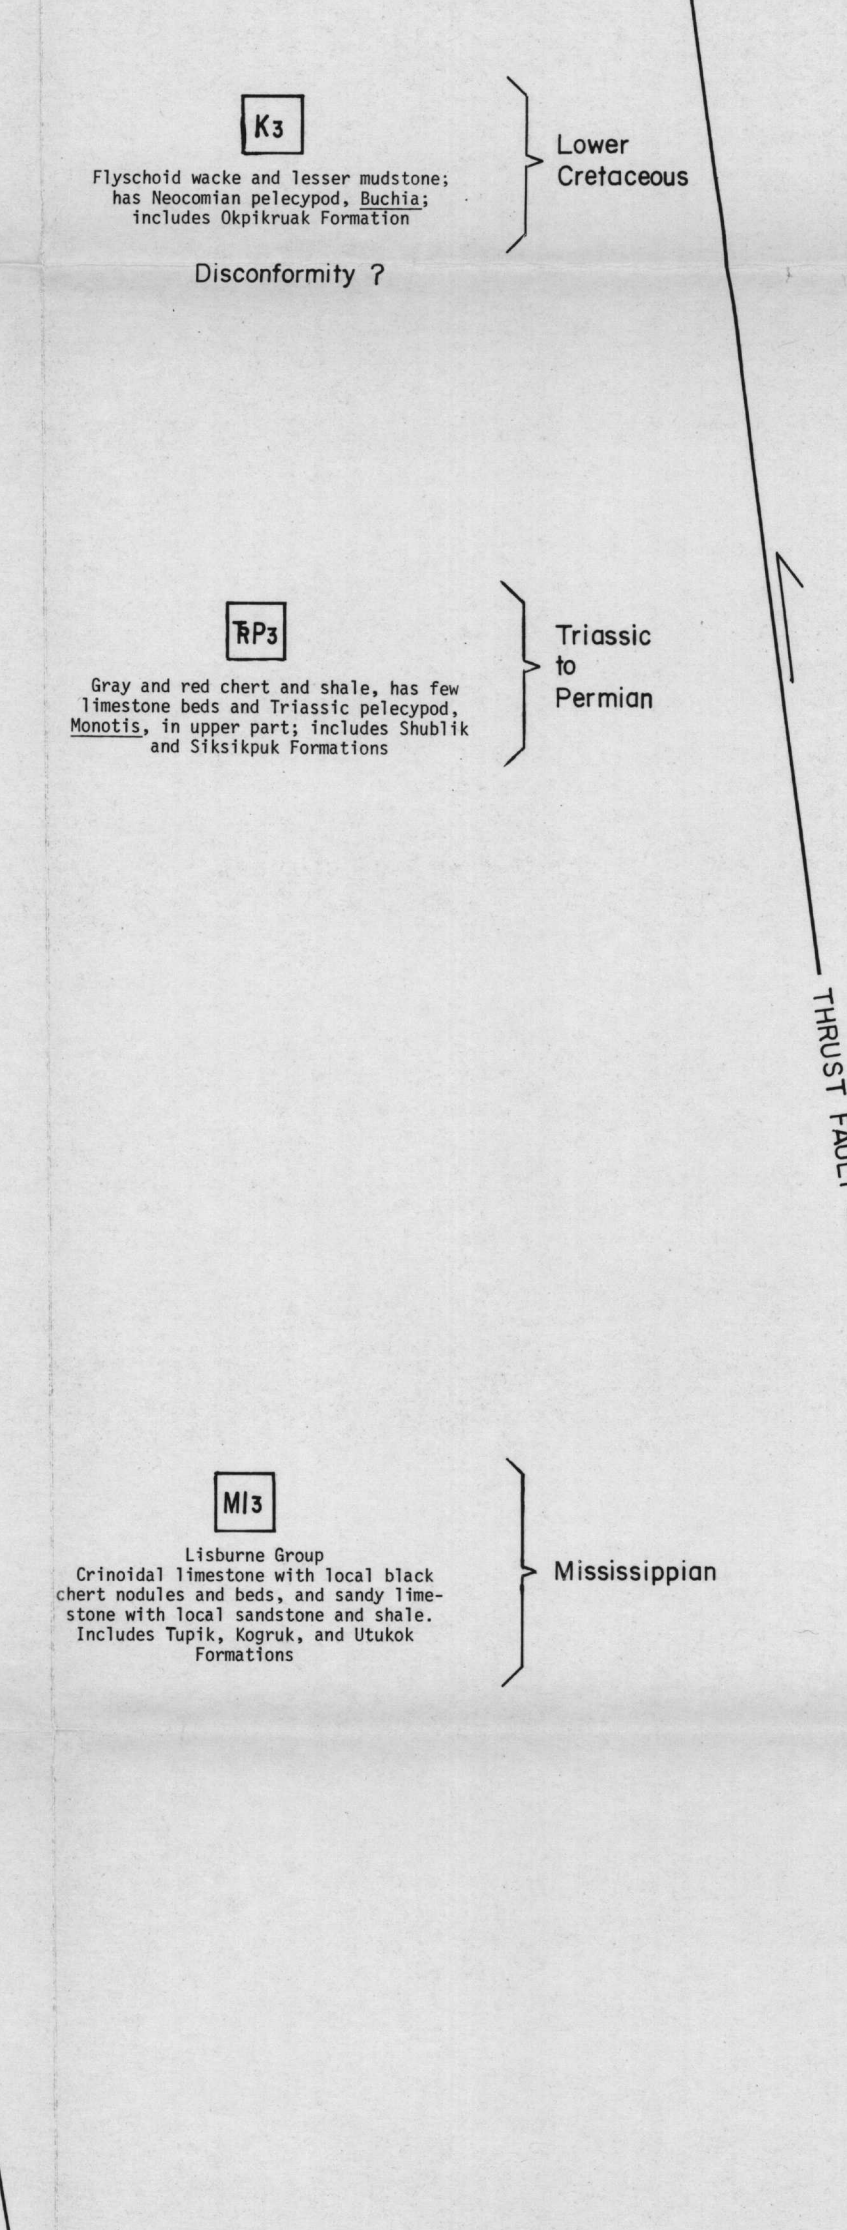 K3
Flyschoid wacke and lesser mudstone;
has Neocomian pelecypod, Buchia;
includes Okpikruak Formation
Lower
Cretaceous
Disconformity ?
TRP3
Gray and red chert and shale, has few
limestone beds and Triassic pelecypod,
Monotis, in upper part; includes Shublik
and Siksikpuk Formations
Triassic
to
Permian
THRUST FAULT
Ml3
Lisburne Group
Crinoidal limestone with local black
chert nodules and beds, and sandy lime-
stone with local sandstone and shale.
Includes Tupik, Kogruk, and Utukok
Formations
Mississippian